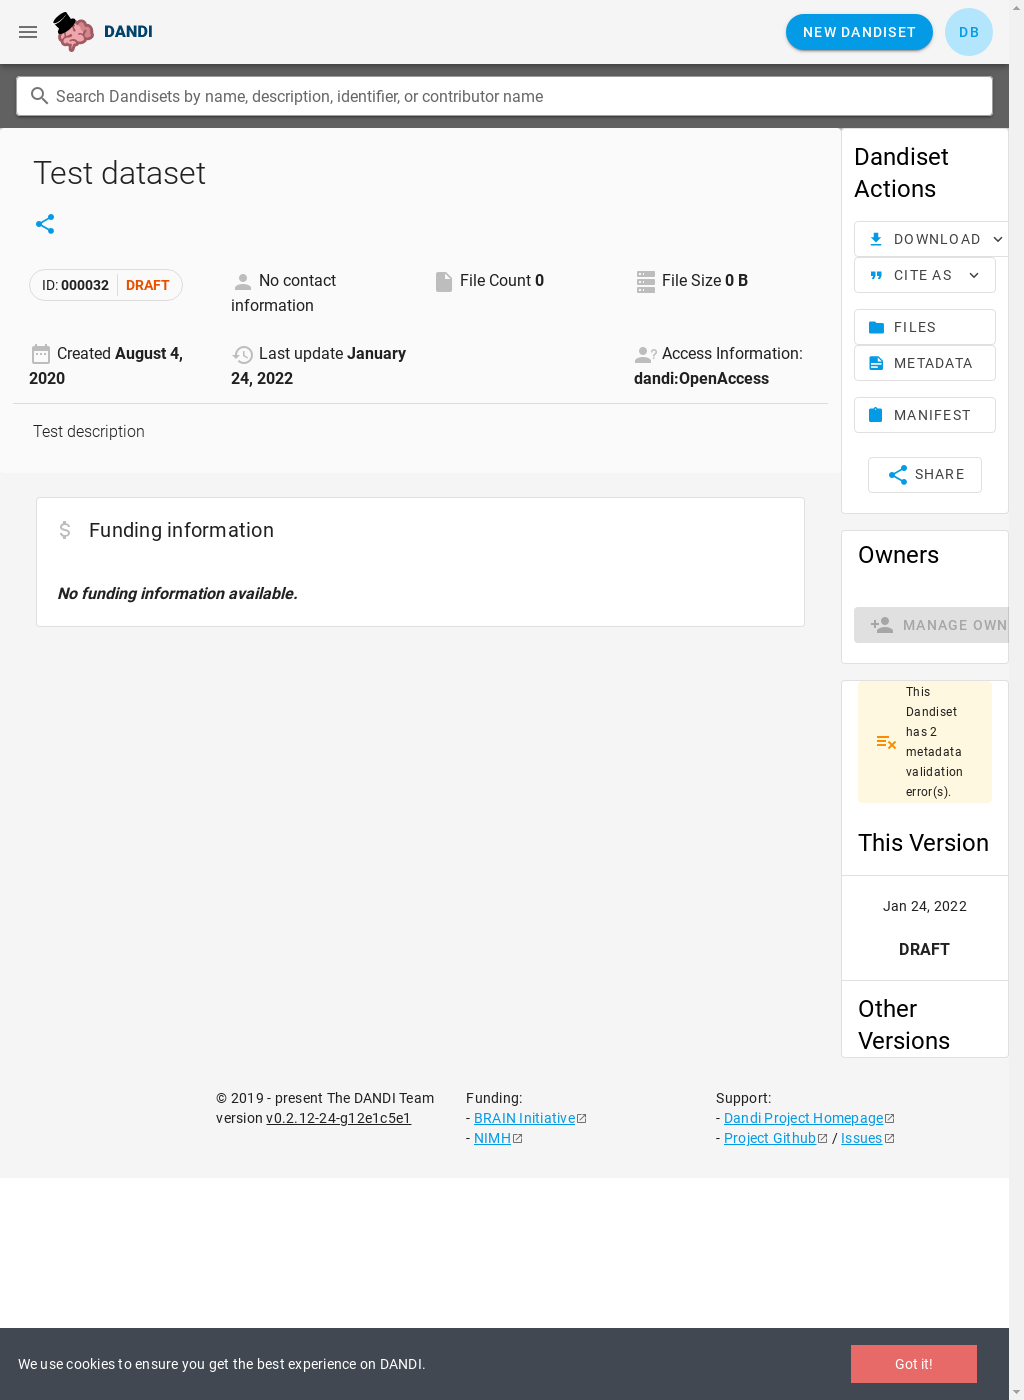 DANDI
NEW DANDISET
DB
Search Dandisets by name, description, identifier, or contributor name
Test dataset
ID: 000032 DRAFT
No contact
information
File Count 0
File Size 0 B
Created August 4,
2020
Last update January
24, 2022
Access Information:
dandi:OpenAccess
Test description
Funding information
No funding information available.
Dandiset
Actions
DOWNLOAD
CITE AS
FILES
METADATA
MANIFEST
SHARE
Owners
MANAGE OWN
This
Dandiset
has 2
metadata
validation
error(s).
This Version
Jan 24, 2022
DRAFT
Other
Versions
© 2019 - present The DANDI Team
version v0.2.12-24-g12e1c5e1
Funding:
- BRAIN Initiative
- NIMH
Support:
- Dandi Project Homepage
- Project Github / Issues
We use cookies to ensure you get the best experience on DANDI.
Got it!